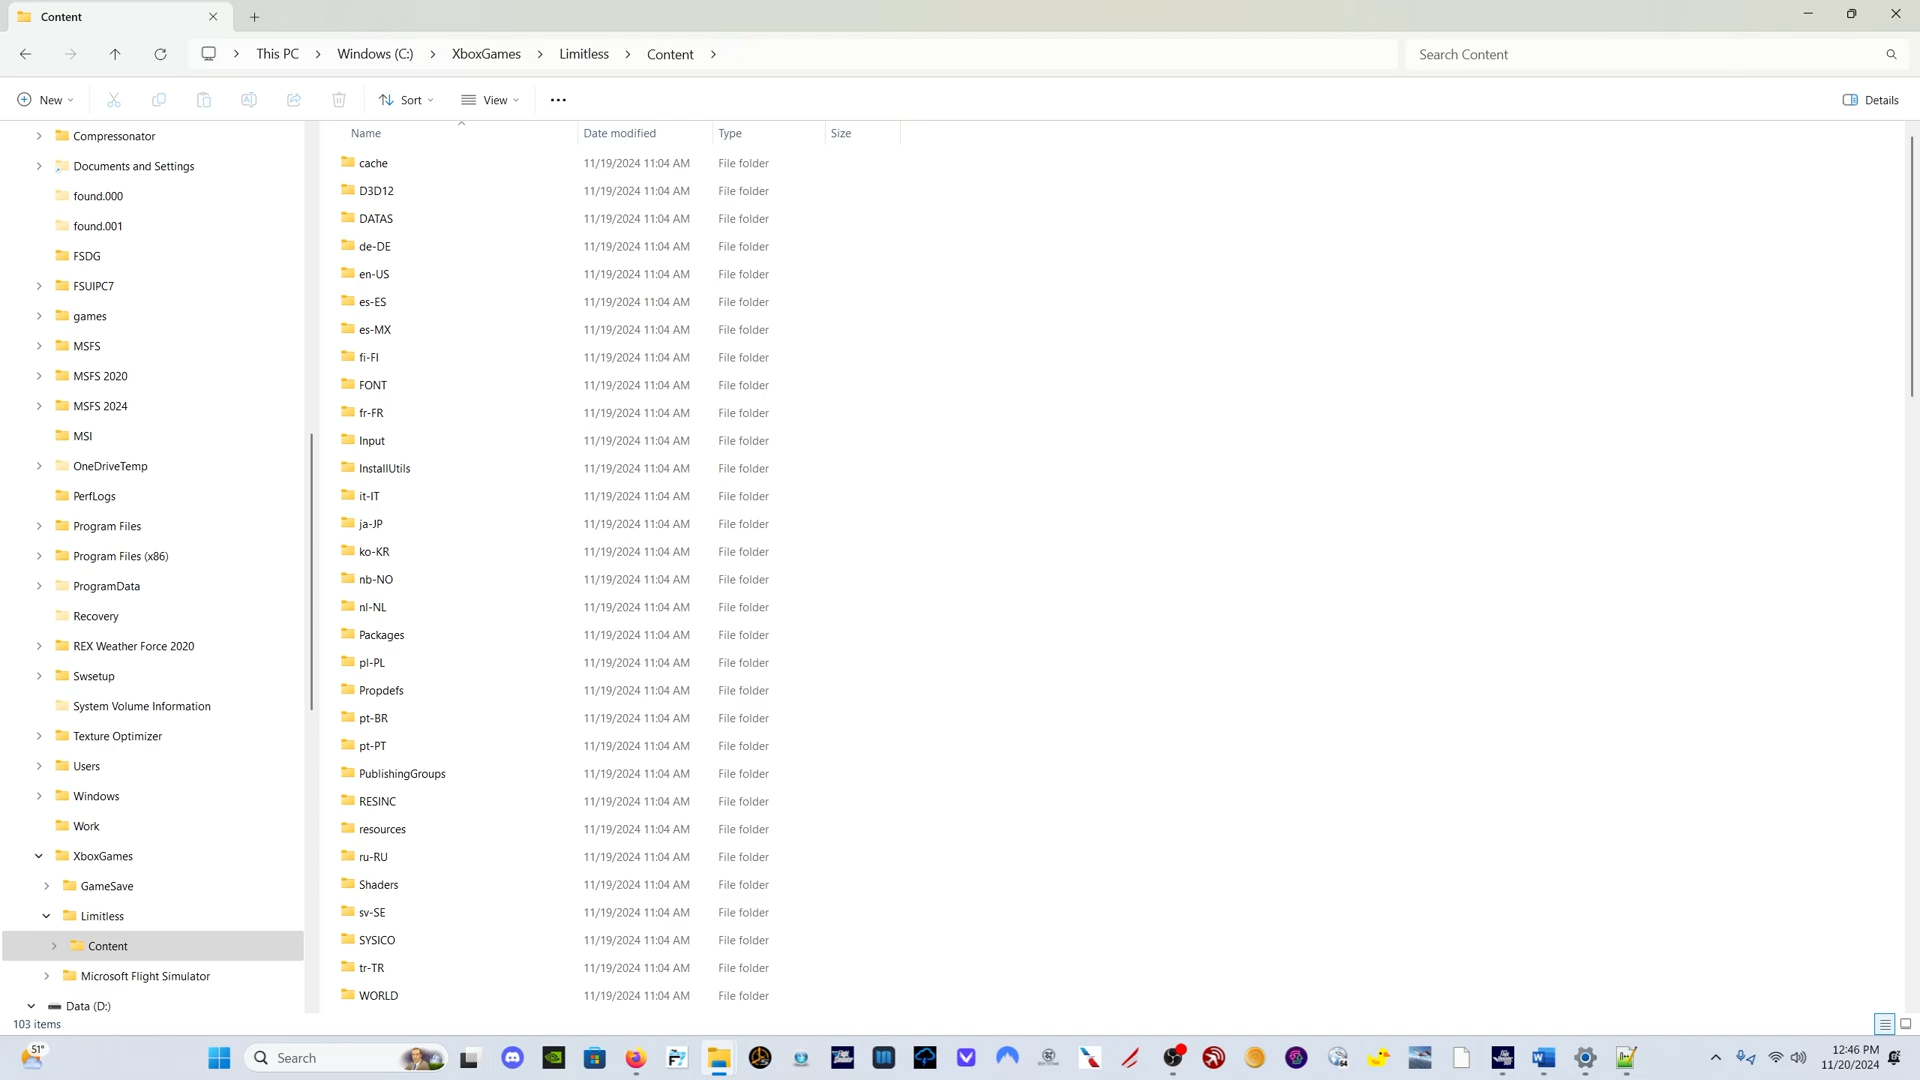 Content
This PC > Windows (C:) > XboxGames > Limitless > Content >
Search Content
New
Sort
View
Details
Compressonator
Documents and Settings
found.000
found.001
FSDG
FSUIPC7
games
MSFS
MSFS 2020
MSFS 2024
MSI
OneDriveTemp
PerfLogs
Program Files
Program Files (x86)
ProgramData
Recovery
REX Weather Force 2020
Swsetup
System Volume Information
Texture Optimizer
Users
Windows
Work
XboxGames
GameSave
Limitless
Content
Microsoft Flight Simulator
Data (D:)
Name Date modified Type Size
cache 11/19/2024 11:04 AM File folder
D3D12 11/19/2024 11:04 AM File folder
DATAS 11/19/2024 11:04 AM File folder
de-DE 11/19/2024 11:04 AM File folder
en-US 11/19/2024 11:04 AM File folder
es-ES 11/19/2024 11:04 AM File folder
es-MX 11/19/2024 11:04 AM File folder
fi-FI 11/19/2024 11:04 AM File folder
FONT 11/19/2024 11:04 AM File folder
fr-FR 11/19/2024 11:04 AM File folder
Input 11/19/2024 11:04 AM File folder
InstallUtils 11/19/2024 11:04 AM File folder
it-IT 11/19/2024 11:04 AM File folder
ja-JP 11/19/2024 11:04 AM File folder
ko-KR 11/19/2024 11:04 AM File folder
nb-NO 11/19/2024 11:04 AM File folder
nl-NL 11/19/2024 11:04 AM File folder
Packages 11/19/2024 11:04 AM File folder
pl-PL 11/19/2024 11:04 AM File folder
Propdefs 11/19/2024 11:04 AM File folder
pt-BR 11/19/2024 11:04 AM File folder
pt-PT 11/19/2024 11:04 AM File folder
PublishingGroups 11/19/2024 11:04 AM File folder
RESINC 11/19/2024 11:04 AM File folder
resources 11/19/2024 11:04 AM File folder
ru-RU 11/19/2024 11:04 AM File folder
Shaders 11/19/2024 11:04 AM File folder
sv-SE 11/19/2024 11:04 AM File folder
SYSICO 11/19/2024 11:04 AM File folder
tr-TR 11/19/2024 11:04 AM File folder
WORLD 11/19/2024 11:04 AM File folder
103 items
51°
Search
12:46 PM
11/20/2024